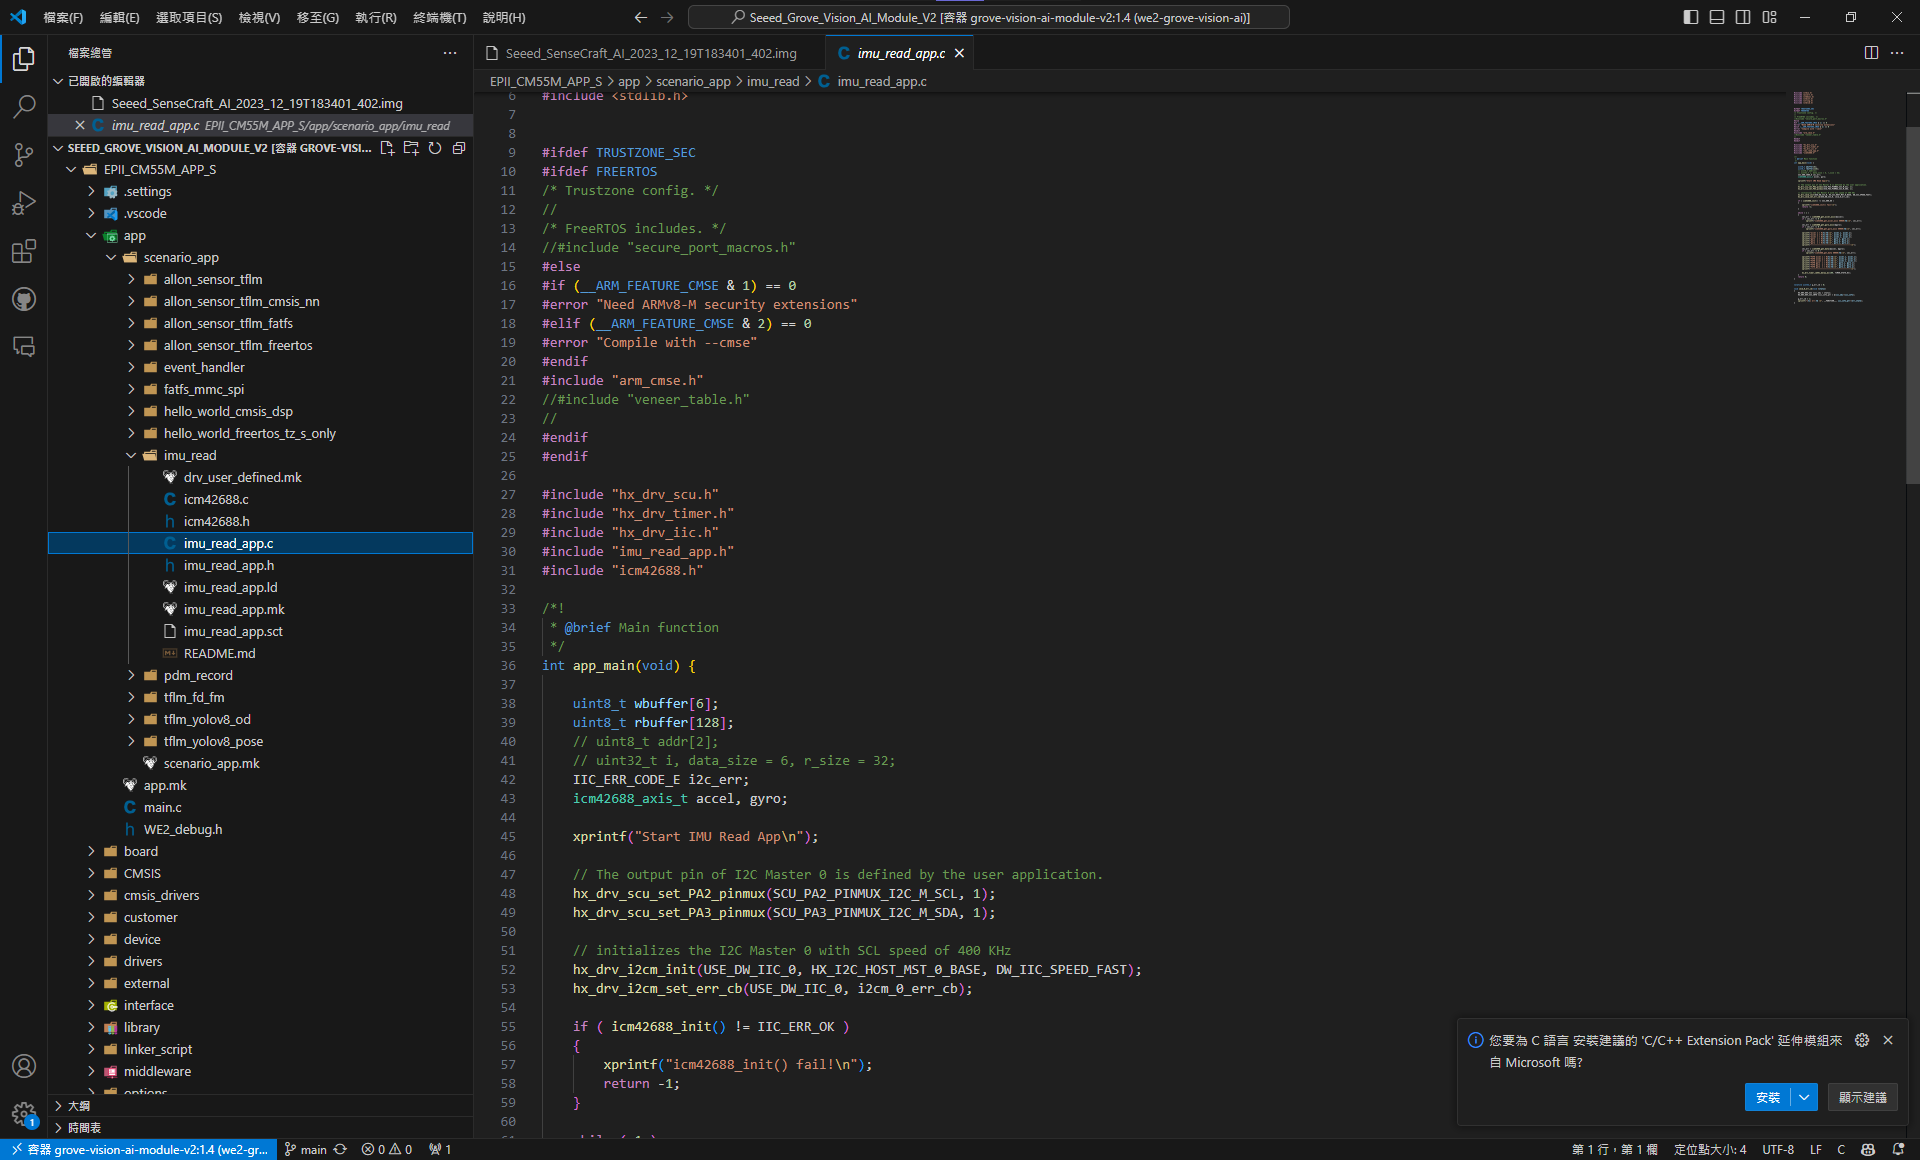 檔案(F) 編輯(E) 選取項目(S) 檢視(V) 移至(G) 執行(R) 終端機(T) 說明(H)
Seeed_Grove_Vision_AI_Module_V2 [容器 grove-vision-ai-module-v2:1.4 (we2-grove-vision-ai)]
檔案總管
已開啟的編輯器
Seeed_SenseCraft_AI_2023_12_19T183401_402.img
imu_read_app.c EPII_CM55M_APP_S/app/scenario_app/imu_read
SEEED_GROVE_VISION_AI_MODULE_V2 [容器 GROVE-VISI...
EPII_CM55M_APP_S
.settings
.vscode
app
scenario_app
allon_sensor_tflm
allon_sensor_tflm_cmsis_nn
allon_sensor_tflm_fatfs
allon_sensor_tflm_freertos
event_handler
fatfs_mmc_spi
hello_world_cmsis_dsp
hello_world_freertos_tz_s_only
imu_read
drv_user_defined.mk
icm42688.c
icm42688.h
imu_read_app.c
imu_read_app.h
imu_read_app.ld
imu_read_app.mk
imu_read_app.sct
README.md
pdm_record
tflm_fd_fm
tflm_yolov8_od
tflm_yolov8_pose
scenario_app.mk
app.mk
main.c
WE2_debug.h
board
CMSIS
cmsis_drivers
customer
device
drivers
external
interface
library
linker_script
middleware
options
大綱
時間表
Seeed_SenseCraft_AI_2023_12_19T183401_402.img
imu_read_app.c
EPII_CM55M_APP_S > app > scenario_app > imu_read > C imu_read_app.c
6 #include <stdlib.h>
7
8
9 #ifdef TRUSTZONE_SEC
10 #ifdef FREERTOS
11 /* Trustzone config. */
12 //
13 /* FreeRTOS includes. */
14 //#include "secure_port_macros.h"
15 #else
16 #if (__ARM_FEATURE_CMSE & 1) == 0
17 #error "Need ARMv8-M security extensions"
18 #elif (__ARM_FEATURE_CMSE & 2) == 0
19 #error "Compile with --cmse"
20 #endif
21 #include "arm_cmse.h"
22 //#include "veneer_table.h"
23 //
24 #endif
25 #endif
26
27 #include "hx_drv_scu.h"
28 #include "hx_drv_timer.h"
29 #include "hx_drv_iic.h"
30 #include "imu_read_app.h"
31 #include "icm42688.h"
32
33 /*!
34 * @brief Main function
35 */
36 int app_main(void) {
37
38 uint8_t wbuffer[6];
39 uint8_t rbuffer[128];
40 // uint8_t addr[2];
41 // uint32_t i, data_size = 6, r_size = 32;
42 IIC_ERR_CODE_E i2c_err;
43 icm42688_axis_t accel, gyro;
44
45 xprintf("Start IMU Read App\n");
46
47 // The output pin of I2C Master 0 is defined by the user application.
48 hx_drv_scu_set_PA2_pinmux(SCU_PA2_PINMUX_I2C_M_SCL, 1);
49 hx_drv_scu_set_PA3_pinmux(SCU_PA3_PINMUX_I2C_M_SDA, 1);
50
51 // initializes the I2C Master 0 with SCL speed of 400 KHz
52 hx_drv_i2cm_init(USE_DW_IIC_0, HX_I2C_HOST_MST_0_BASE, DW_IIC_SPEED_FAST);
53 hx_drv_i2cm_set_err_cb(USE_DW_IIC_0, i2cm_0_err_cb);
54
55 if ( icm42688_init() != IIC_ERR_OK )
56 {
57 xprintf("icm42688_init() fail!\n");
58 return -1;
59 }
60
您要為 C 語言 安裝建議的 'C/C++ Extension Pack' 延伸模組來
自 Microsoft 嗎?
安裝
顯示建議
1
容器 grove-vision-ai-module-v2:1.4 (we2-gr... main 0 0 1 第 1 行,第 1 欄 定位點大小: 4 UTF-8 LF C